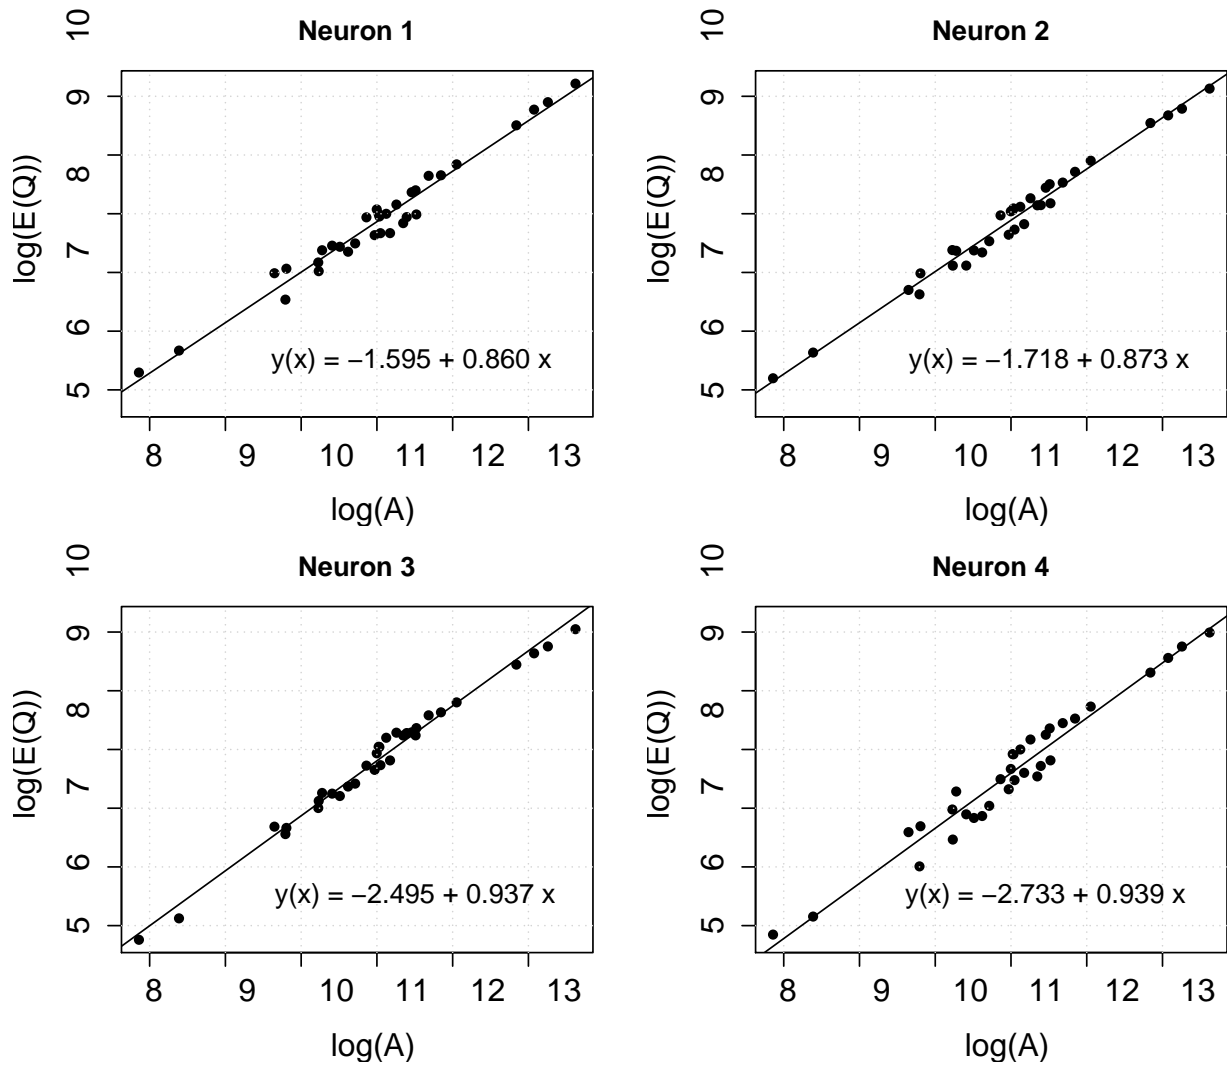 Neuron 1
10
9
8
7
6
5
log(E(Q))
y(x) = −1.595 + 0.860 x
8 9 10 11 12 13
log(A)
Neuron 2
10
9
8
7
6
5
log(E(Q))
y(x) = −1.718 + 0.873 x
8 9 10 11 12 13
log(A)
Neuron 3
10
9
8
7
6
5
log(E(Q))
y(x) = −2.495 + 0.937 x
8 9 10 11 12 13
log(A)
Neuron 4
10
9
8
7
6
5
log(E(Q))
y(x) = −2.733 + 0.939 x
8 9 10 11 12 13
log(A)